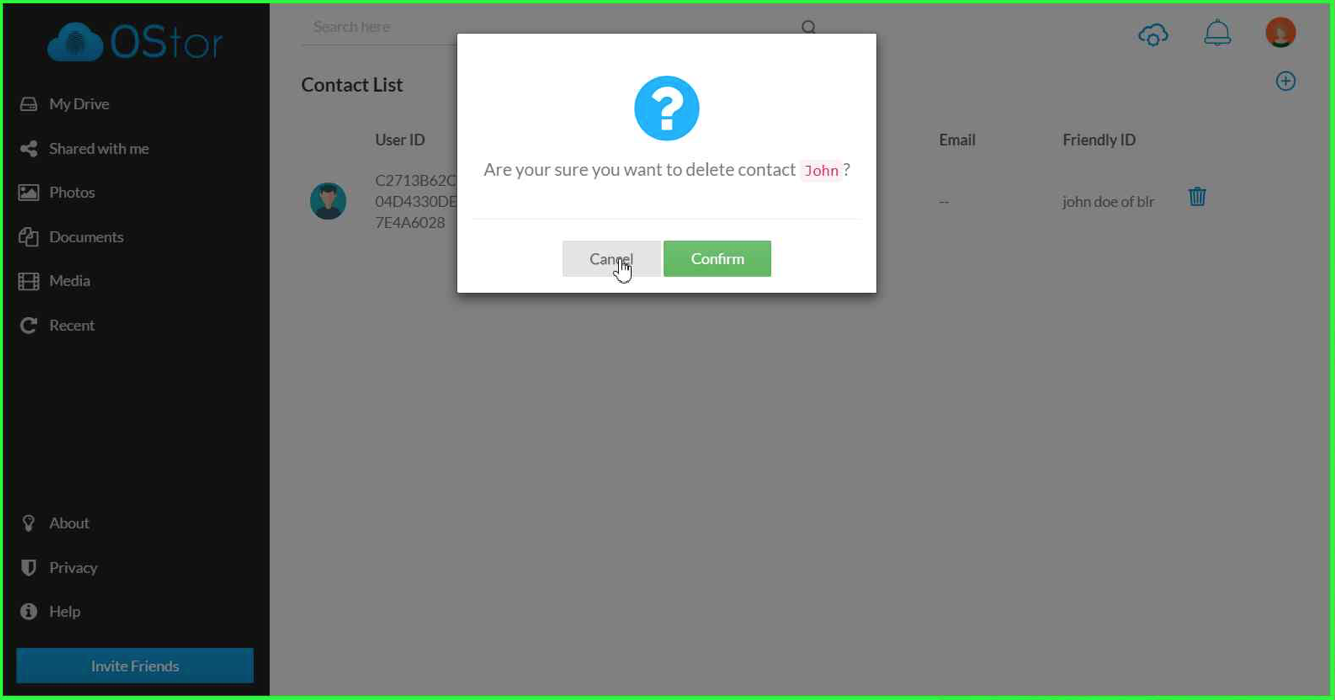 OStor
Search here
My Drive
Shared with me
Photos
Documents
Media
Recent
About
Privacy
Help
Invite Friends
Contact List
User ID
Email
Friendly ID
C2713B62C
04D4330DE
7E4A6028
--
john doe of blr
?
Are your sure you want to delete contact John ?
Cancel
Confirm